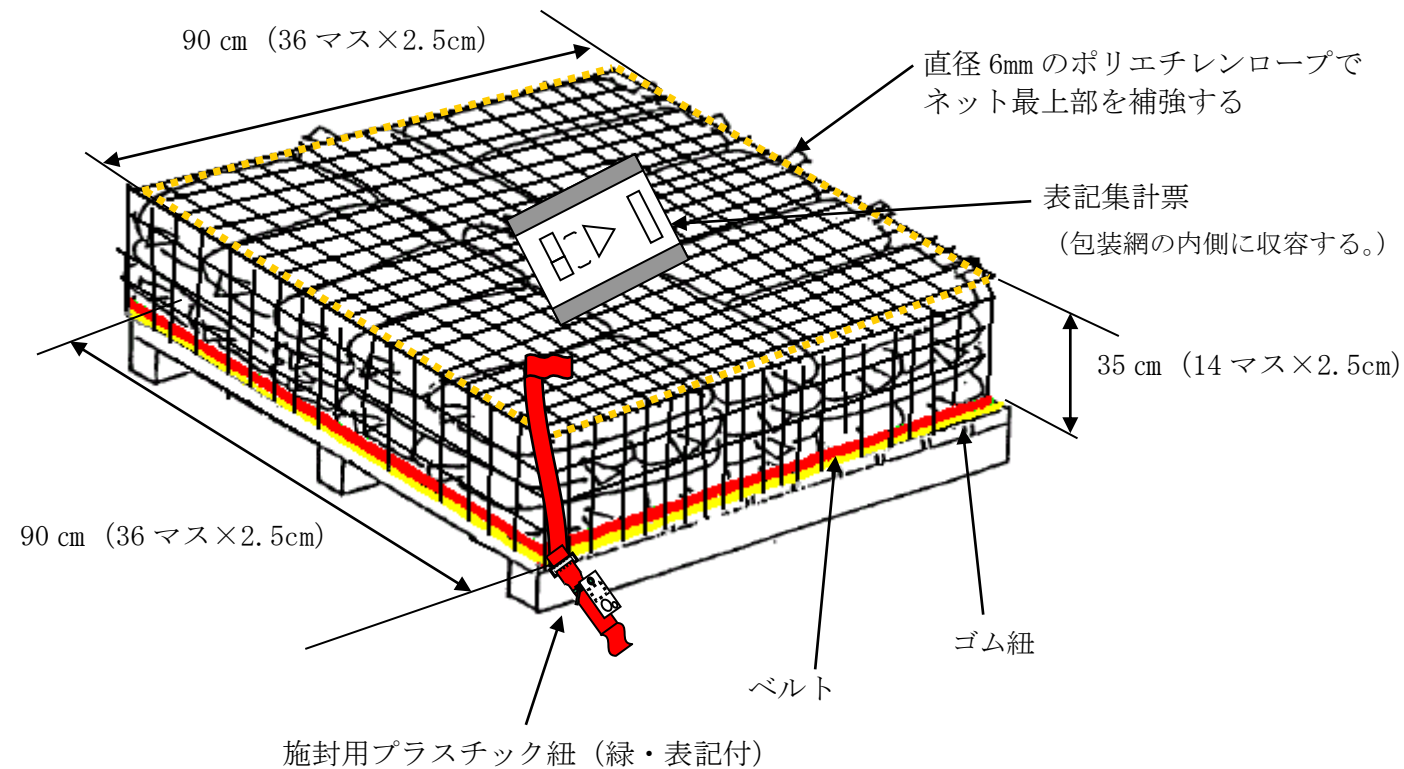 90 ㎝ (36 マス×2.5cm)
直径 6mm のポリエチレンロープで
ネット最上部を補強する
表記集計票
（包装網の内側に収容する。）
35 ㎝ (14 マス×2.5cm)
90 ㎝ (36 マス×2.5cm)
ゴム紐
ベルト
施封用プラスチック紐（緑・表記付）